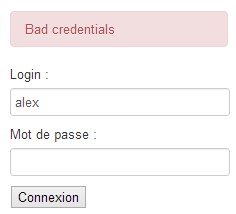 Bad credentials
Login :
alex
Mot de passe :
Connexion